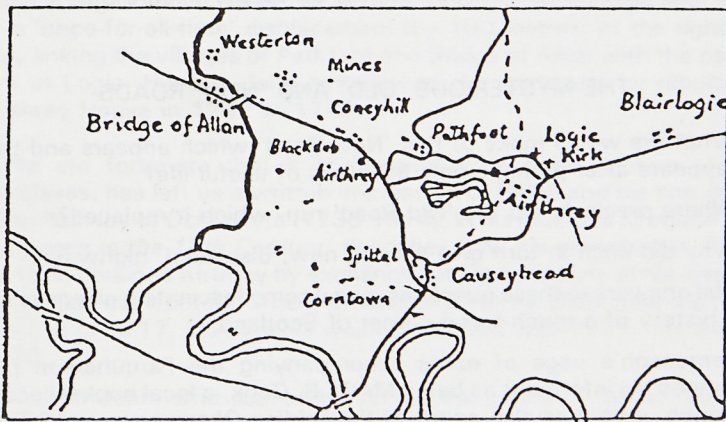 Westerton
Mines
Coneyhill
Blairlogie
Bridge of Allan
Pathfoot
Logie
Kirk
Blackdub
Airthrey
Airthrey
Spittal
Causeyhead
Corntown